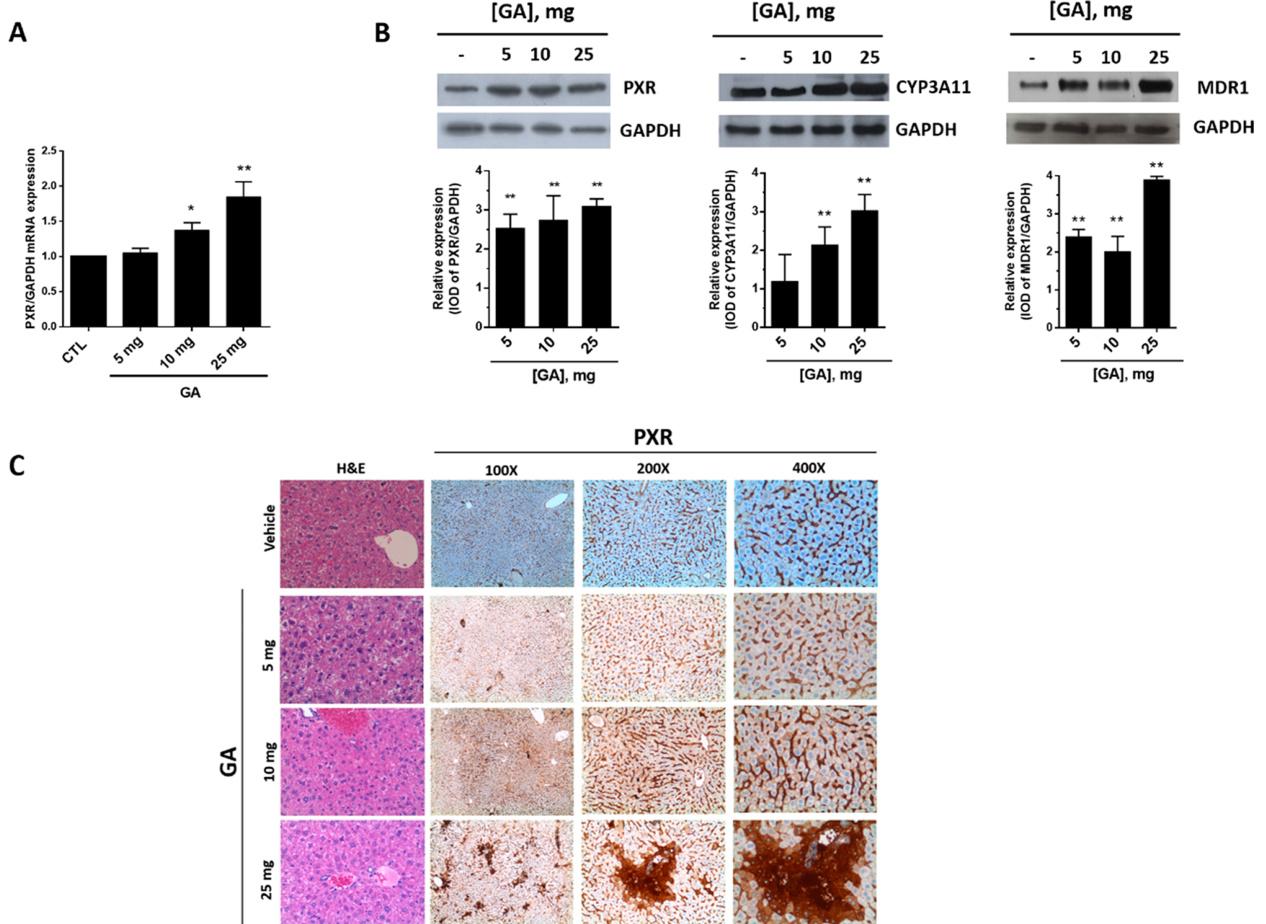 A
PXR/GAPDH mRNA expression
2.5
2.0
1.5
1.0
0.5
0.0
*
**
CTL
5 mg
10 mg
25 mg
GA
B
[GA], mg
- 5 10 25
PXR
GAPDH
Relative expression
(IOD of PXR/GAPDH)
4
3
2
1
0
** ** **
5 10 25
[GA], mg
[GA], mg
- 5 10 25
CYP3A11
GAPDH
Relative expression
(IOD of CYP3A11/GAPDH)
4
3
2
1
0
** **
5 10 25
[GA], mg
[GA], mg
- 5 10 25
MDR1
GAPDH
Relative expression
(IOD of MDR1/GAPDH)
4
3
2
1
0
** ** **
5 10 25
[GA], mg
C
PXR
H&E 100X 200X 400X
Vehicle
GA
5 mg
10 mg
25 mg